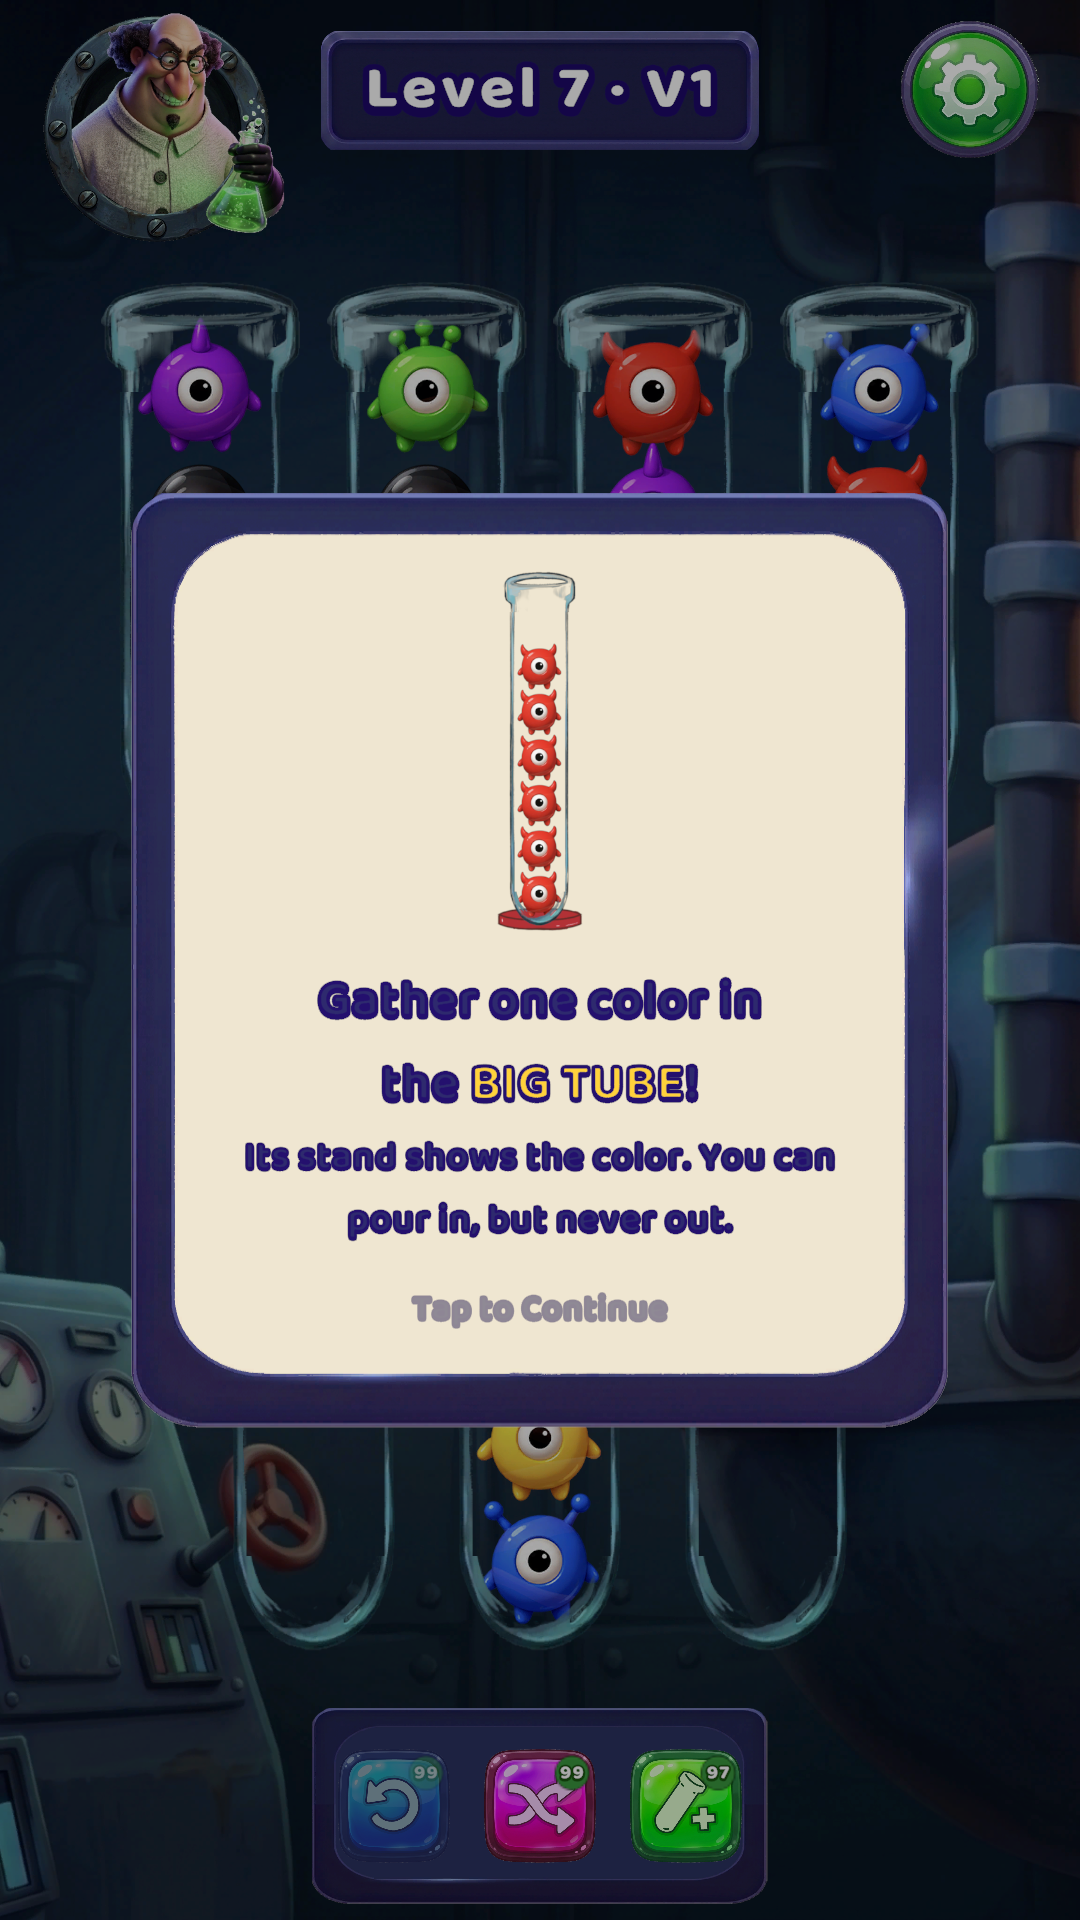 Level 7 · V1
Gather one color in
the BIG TUBE!
Its stand shows the color. You can
pour in, but never out.
Tap to Continue
99
99
97